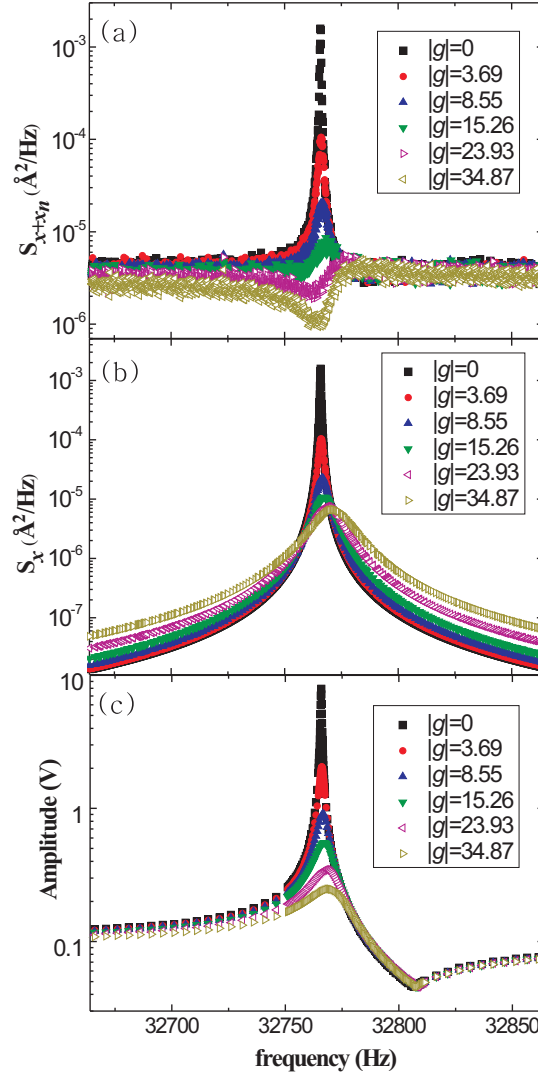 (a)
10⁻³
10⁻⁴
10⁻⁵
10⁻⁶
Sₓ₊ₓₙ (Å²/Hz)
|g|=0
|g|=3.69
|g|=8.55
|g|=15.26
|g|=23.93
|g|=34.87
(b)
10⁻³
10⁻⁴
10⁻⁵
10⁻⁶
10⁻⁷
Sₓ (Å²/Hz)
|g|=0
|g|=3.69
|g|=8.55
|g|=15.26
|g|=23.93
|g|=34.87
(c)
10
1
0.1
Amplitude (V)
|g|=0
|g|=3.69
|g|=8.55
|g|=15.26
|g|=23.93
|g|=34.87
32700 32750 32800 32850
frequency (Hz)